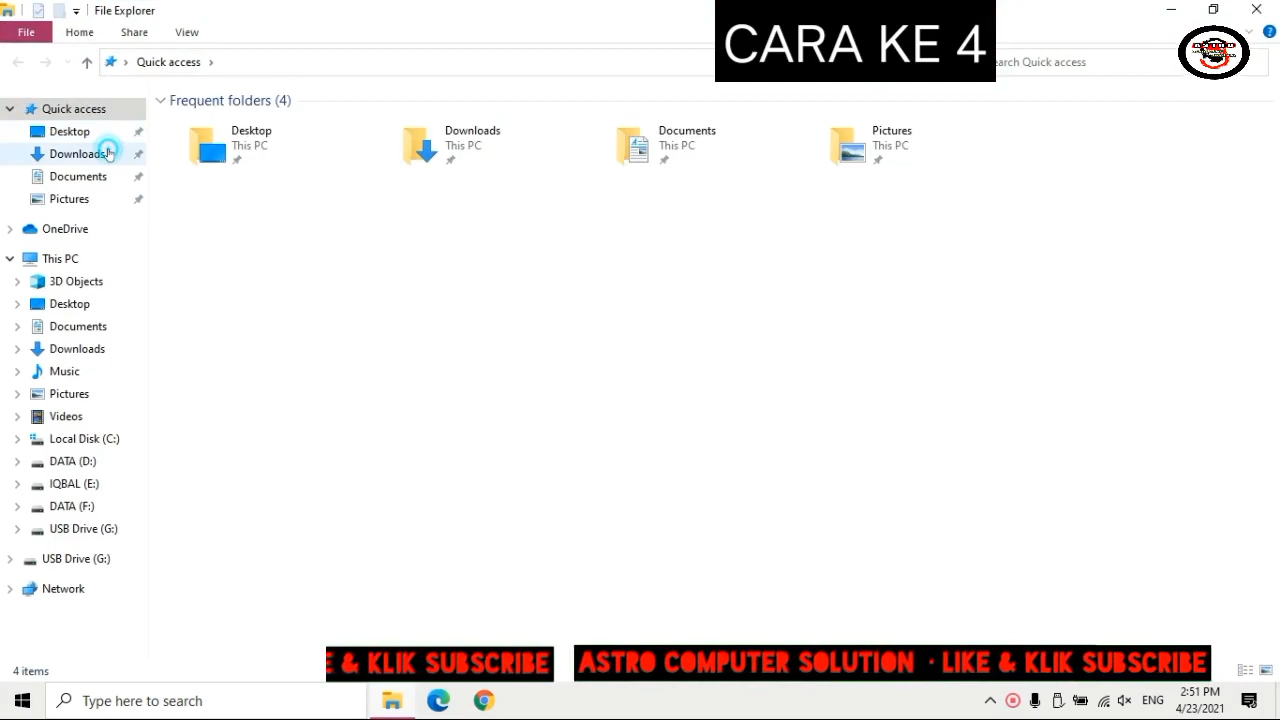 File Explorer
CARA KE 4
File
Home
Share
View
Quick access
earch Quick access
Quick access
Desktop
Downloads
Documents
Pictures
OneDrive
This PC
3D Objects
Desktop
Documents
Downloads
Music
Pictures
Videos
Local Disk (C:)
DATA (D:)
IQBAL (E:)
DATA (F:)
USB Drive (G:)
USB Drive (G:)
Network
Frequent folders (4)
Desktop
This PC
Downloads
This PC
Documents
This PC
Pictures
This PC
& KLIK SUBSCRIBE
ASTRO COMPUTER SOLUTION · LIKE & KLIK SUBSCRIBE
4 items
Type here to search
ENG
2:51 PM
4/23/2021